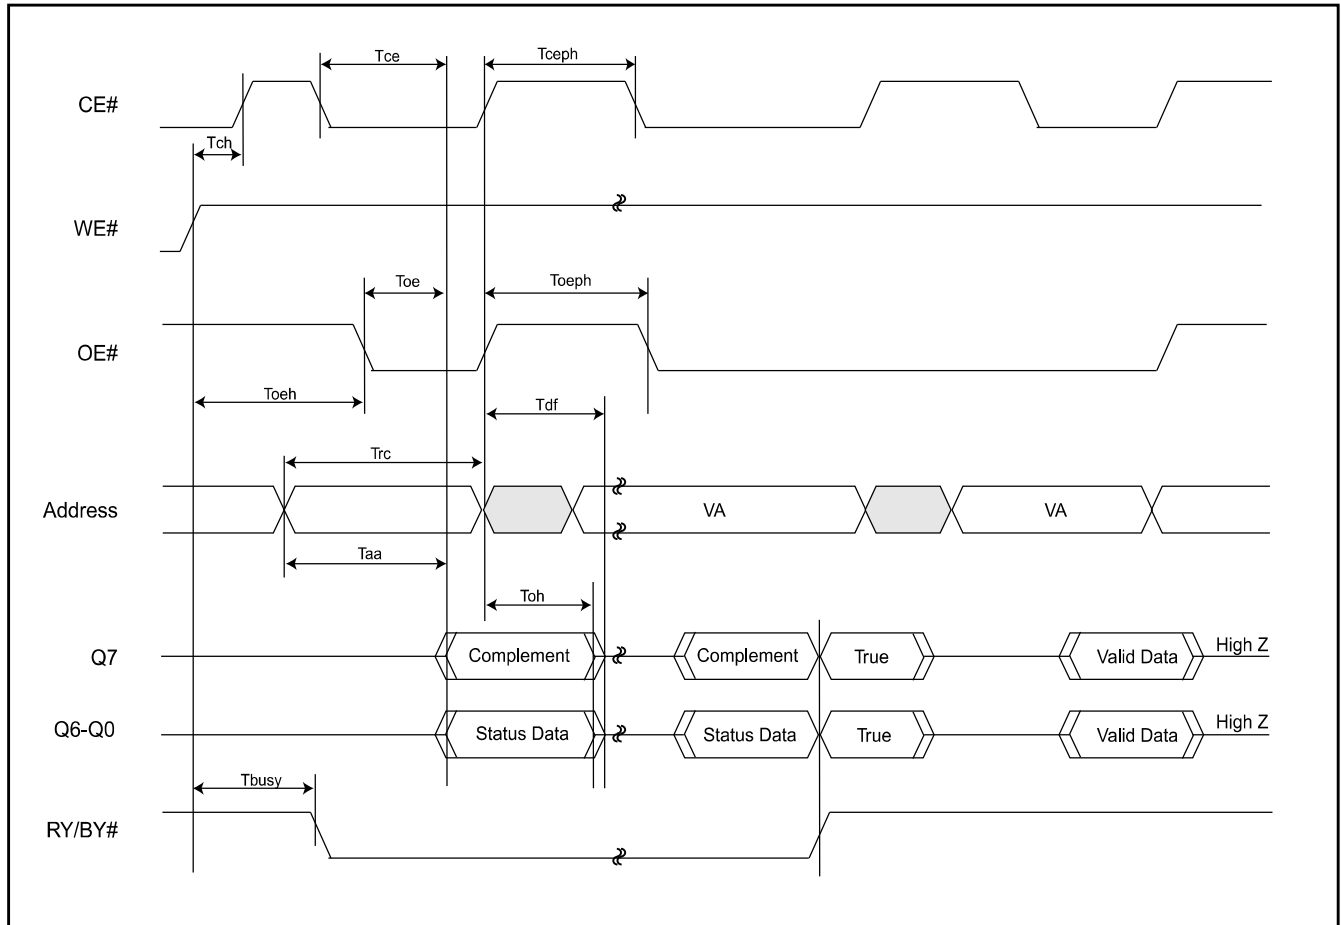 Tce
Tceph
CE#
Tch
WE#
Toe
Toeph
OE#
Toeh
Tdf
Trc
Address
VA
VA
Taa
Toh
Q7
Complement
Complement
True
Valid Data
High Z
Q6-Q0
Status Data
Status Data
True
Valid Data
High Z
Tbusy
RY/BY#